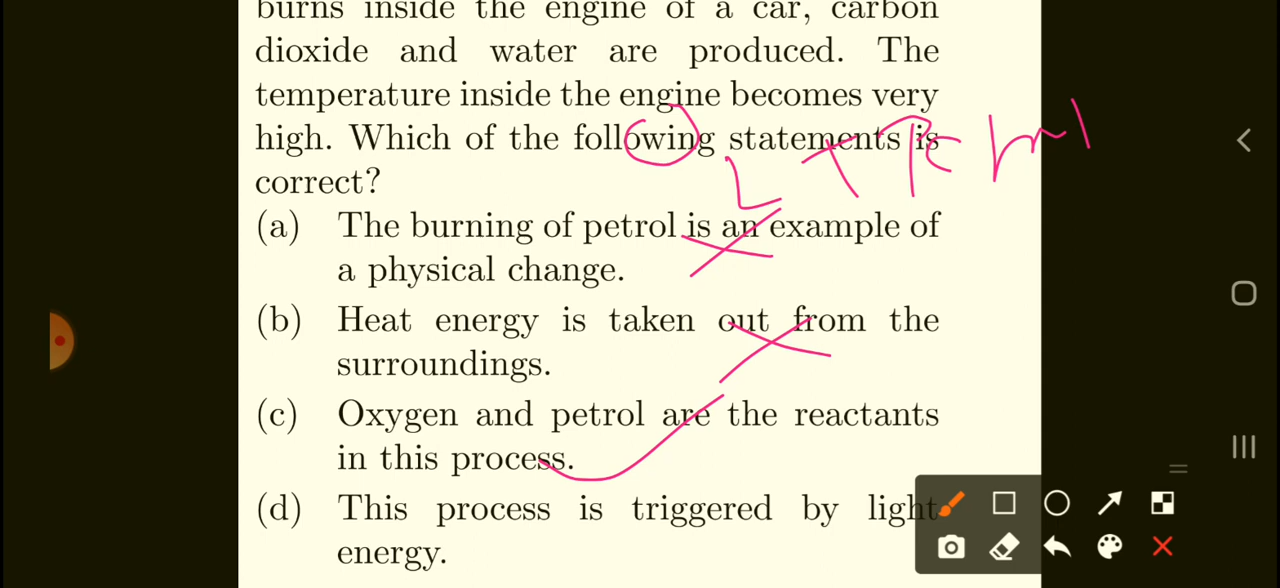 burns inside the engine of a car, carbon
dioxide and water are produced. The
temperature inside the engine becomes very
high. Which of the following statements is
correct?
(a) The burning of petrol is an example of
a physical change.
(b) Heat energy is taken out from the
surroundings.
(c) Oxygen and petrol are the reactants
in this process.
(d) This process is triggered by light
energy.